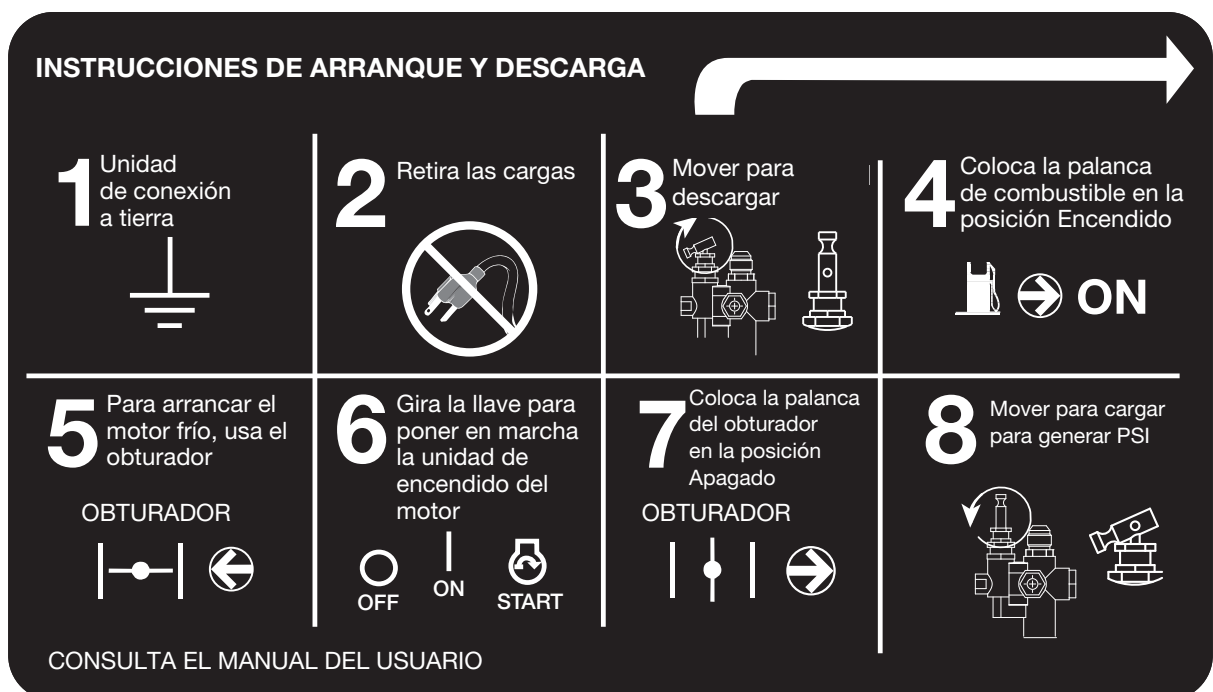 INSTRUCCIONES DE ARRANQUE Y DESCARGA
1
Unidad
de conexión
a tierra
2
Retira las cargas
3
Mover para
descargar
4
Coloca la palanca
de combustible en la
posición Encendido
ON
5
Para arrancar el
motor frío, usa el
obturador
OBTURADOR
6
Gira la llave para
poner en marcha
la unidad de
encendido del
motor
OFF
ON
START
7
Coloca la palanca
del obturador
en la posición
Apagado
OBTURADOR
8
Mover para cargar
para generar PSI
CONSULTA EL MANUAL DEL USUARIO